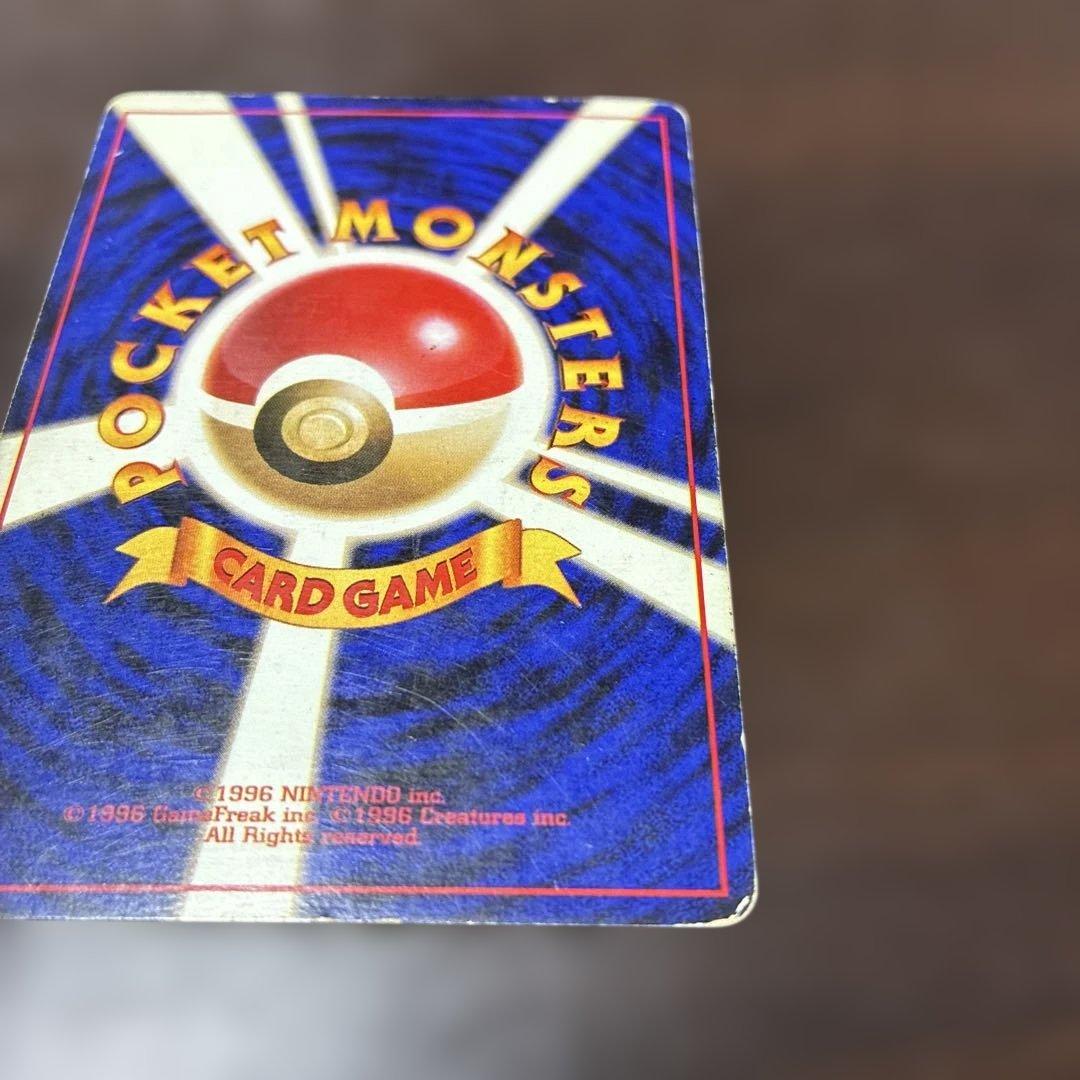 POCKET MONSTERS
CARD GAME
©1996 NINTENDO inc.
©1996 GameFreak inc. ©1996 Creatures inc.
All Rights reserved.